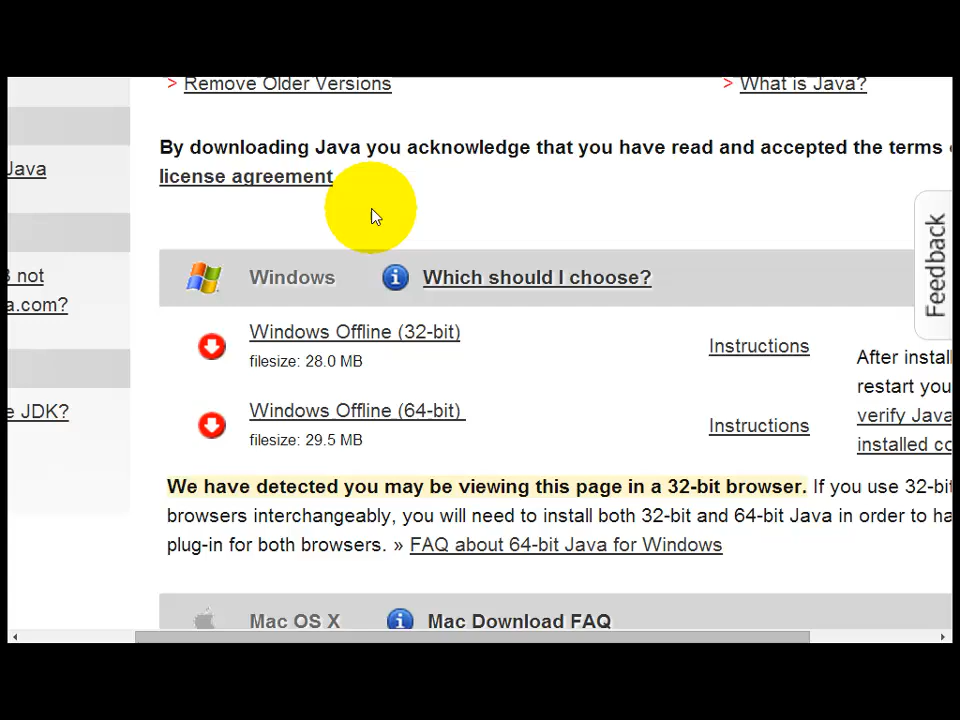 > Remove Older Versions
> What is Java?
By downloading Java you acknowledge that you have read and accepted the terms
license agreement
Java
not
a.com?
e JDK?
Feedback
Windows
Which should I choose?
Windows Offline (32-bit)
filesize: 28.0 MB
Instructions
Windows Offline (64-bit)
filesize: 29.5 MB
Instructions
After instal
restart you
verify Java
installed co
We have detected you may be viewing this page in a 32-bit browser. If you use 32-bit
browsers interchangeably, you will need to install both 32-bit and 64-bit Java in order to ha
plug-in for both browsers. » FAQ about 64-bit Java for Windows
Mac OS X
Mac Download FAQ